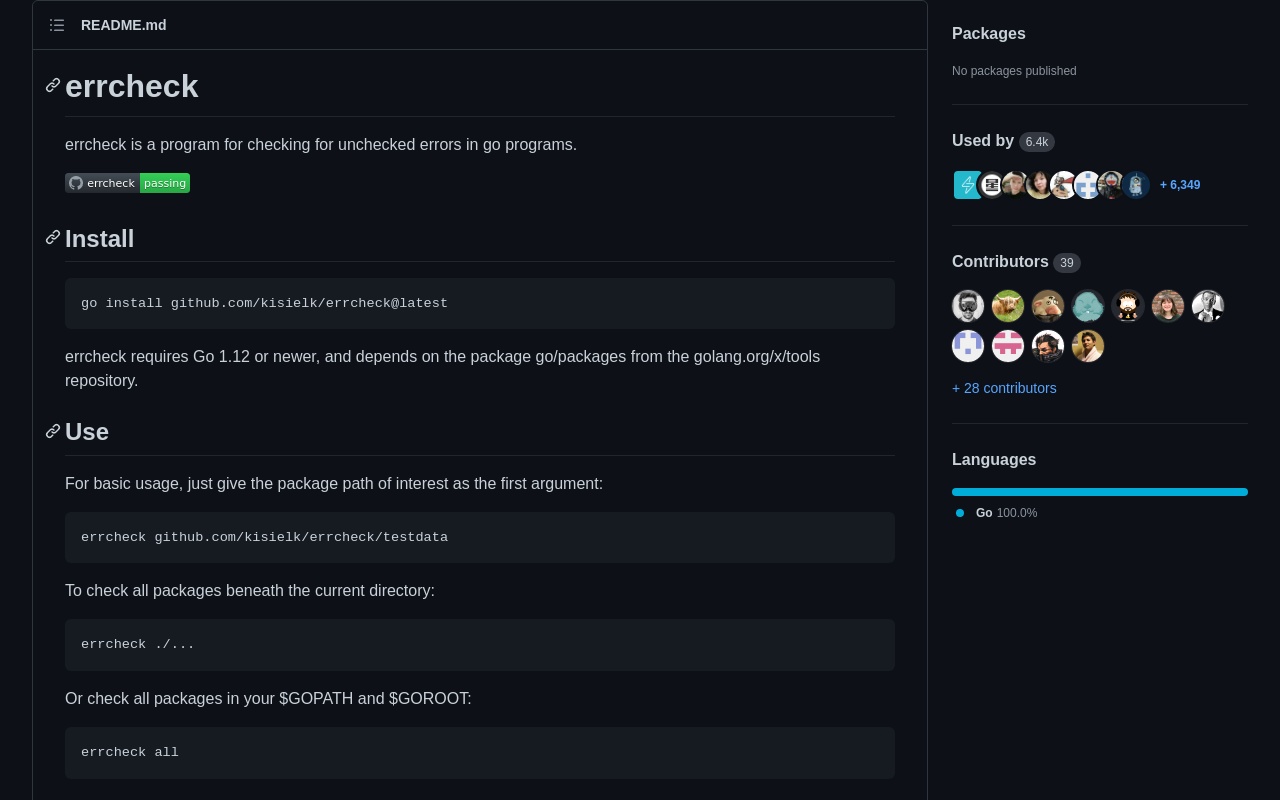 README.md
errcheck
errcheck is a program for checking for unchecked errors in go programs.
errcheck passing
Install
go install github.com/kisielk/errcheck@latest
errcheck requires Go 1.12 or newer, and depends on the package go/packages from the golang.org/x/tools
repository.
Use
For basic usage, just give the package path of interest as the first argument:
errcheck github.com/kisielk/errcheck/testdata
To check all packages beneath the current directory:
errcheck ./...
Or check all packages in your $GOPATH and $GOROOT:
errcheck all
Packages
No packages published
Used by 6.4k
+ 6,349
Contributors 39
+ 28 contributors
Languages
Go 100.0%